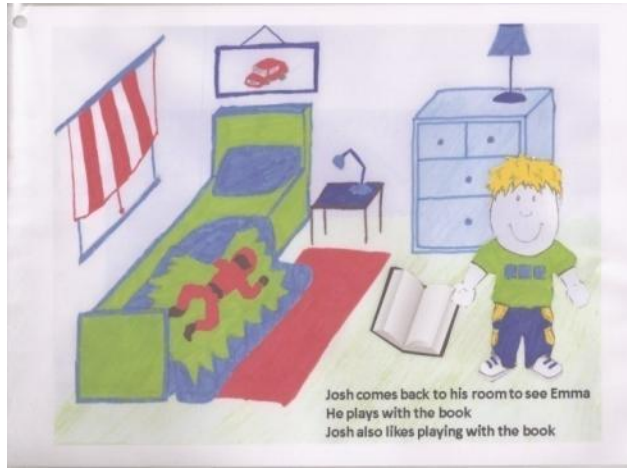 Josh comes back to his room to see Emma
He plays with the book
Josh also likes playing with the book